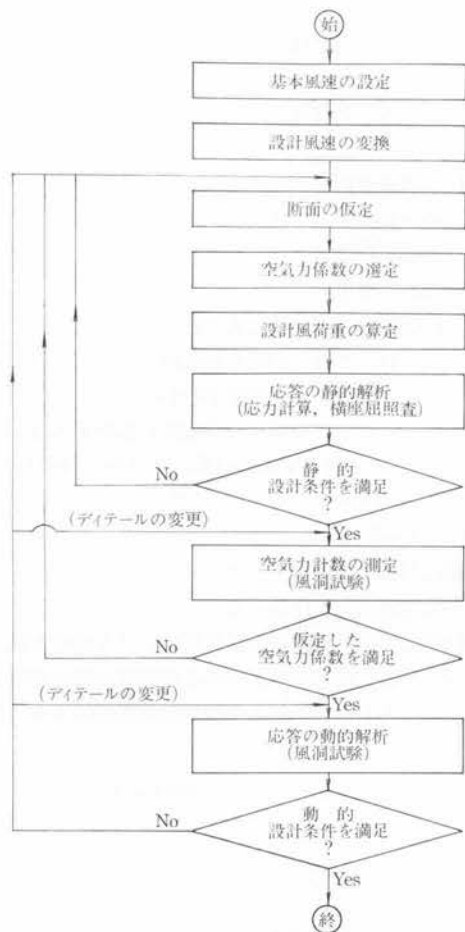 始
基本風速の設定
設計風速の変換
断面の仮定
空気力係数の選定
設計風荷重の算定
応答の静的解析
(応力計算，横座屈照査)
No
静 的
設計条件を満足
?
(ディテールの変更)
Yes
空気力計数の測定
(風洞試験)
No
仮定した
空気力係数を満足
?
(ディテールの変更)
Yes
応答の動的解析
(風洞試験)
No
動 的
設計条件を満足
?
Yes
終